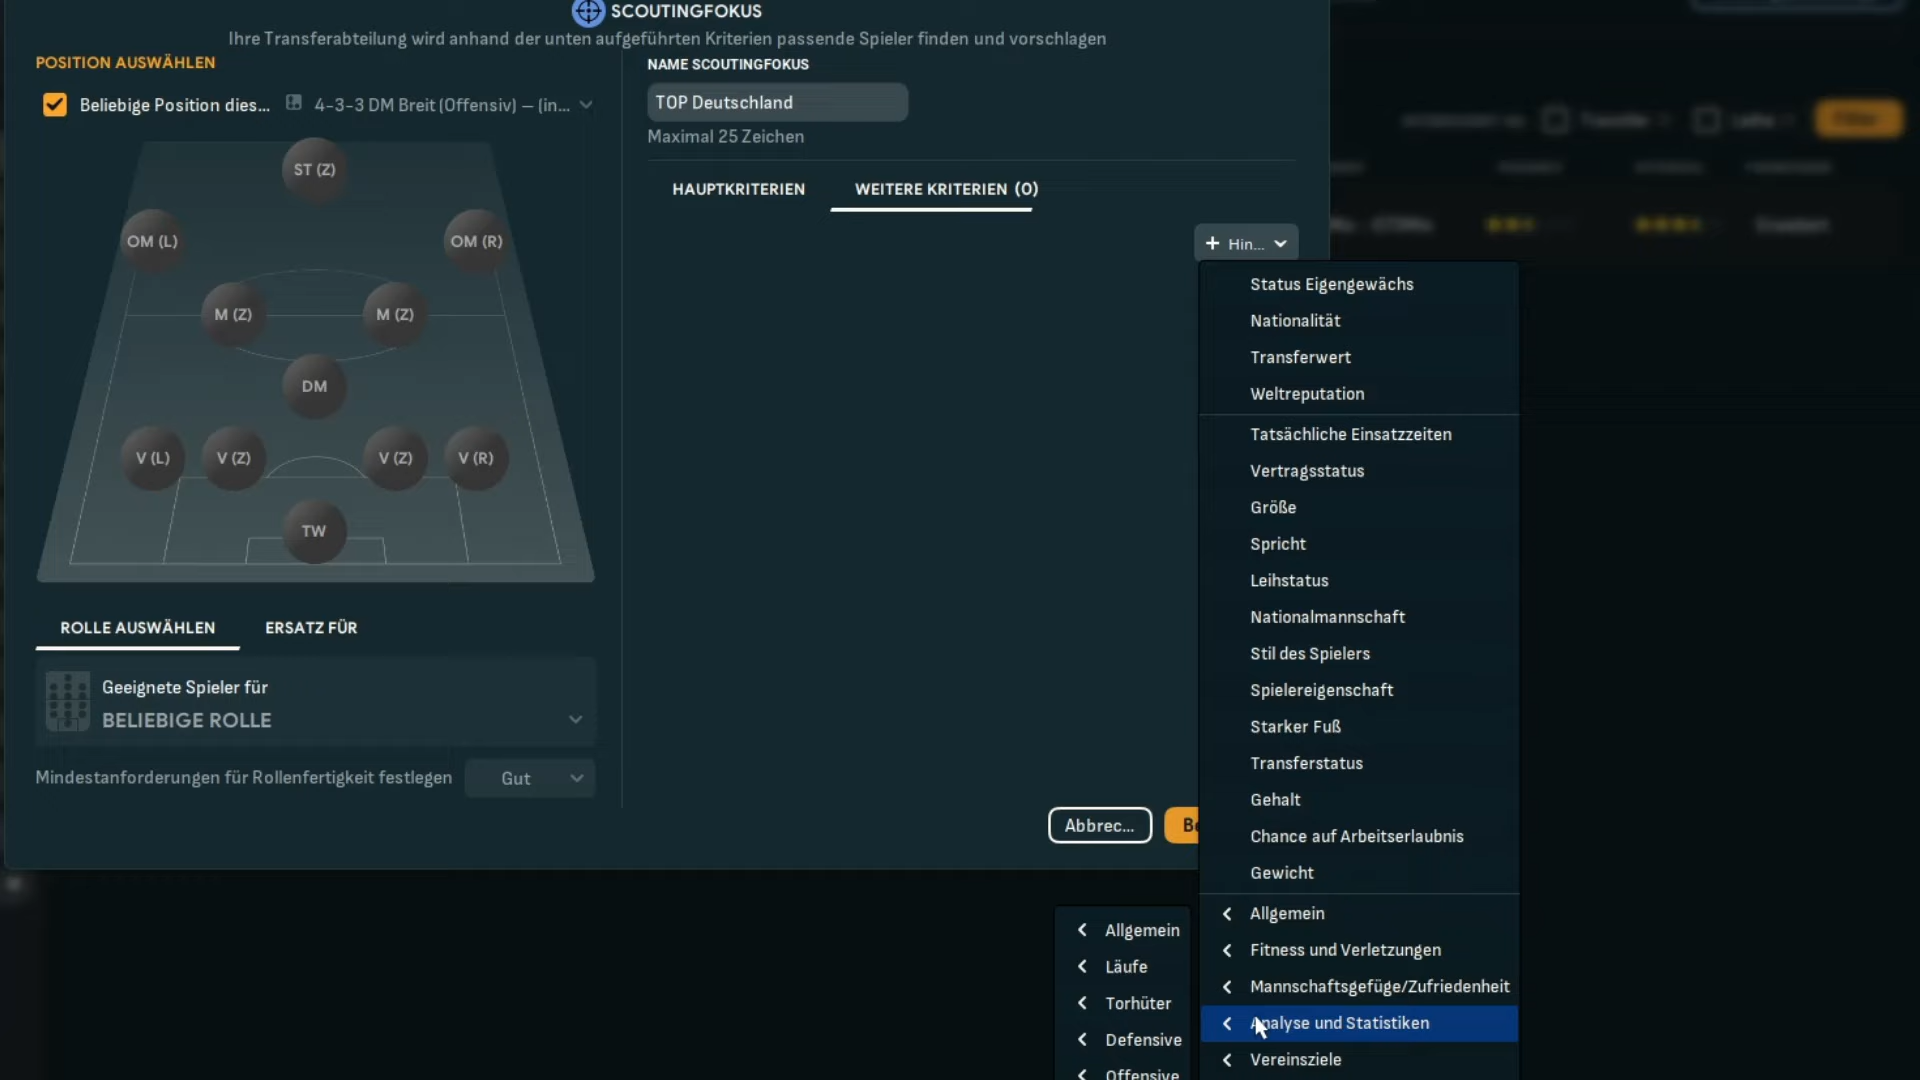 SCOUTINGFOKUS
Ihre Transferabteilung wird anhand der unten aufgeführten Kriterien passende Spieler finden und vorschlagen
POSITION AUSWÄHLEN
Beliebige Position dies...
4-3-3 DM Breit (Offensiv) – (in...
ST (Z)
OM (L)
OM (R)
M (Z)
M (Z)
DM
V (L)
V (Z)
V (Z)
V (R)
TW
ROLLE AUSWÄHLEN
ERSATZ FÜR
Geeignete Spieler für
BELIEBIGE ROLLE
Mindestanforderungen für Rollenfertigkeit festlegen
Gut
NAME SCOUTINGFOKUS
TOP Deutschland
Maximal 25 Zeichen
HAUPTKRITERIEN
WEITERE KRITERIEN (0)
+ Hin...
Status Eigengewächs
Nationalität
Transferwert
Weltreputation
Tatsächliche Einsatzzeiten
Vertragsstatus
Größe
Spricht
Leihstatus
Nationalmannschaft
Stil des Spielers
Spielereigenschaft
Starker Fuß
Transferstatus
Gehalt
Chance auf Arbeitserlaubnis
Gewicht
Allgemein
Fitness und Verletzungen
Mannschaftsgefüge/Zufriedenheit
Analyse und Statistiken
Vereinsziele
Abbrec...
Allgemein
Läufe
Torhüter
Defensive
Offensive